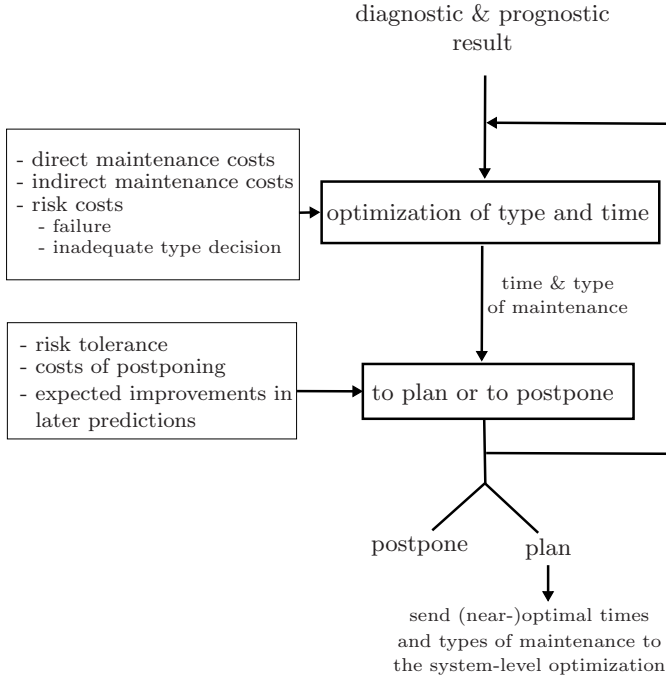 diagnostic & prognostic
result
- direct maintenance costs
- indirect maintenance costs
- risk costs
- failure
- inadequate type decision
optimization of type and time
time & type
of maintenance
- risk tolerance
- costs of postponing
- expected improvements in
later predictions
to plan or to postpone
postpone
plan
send (near-)optimal times
and types of maintenance to
the system-level optimization